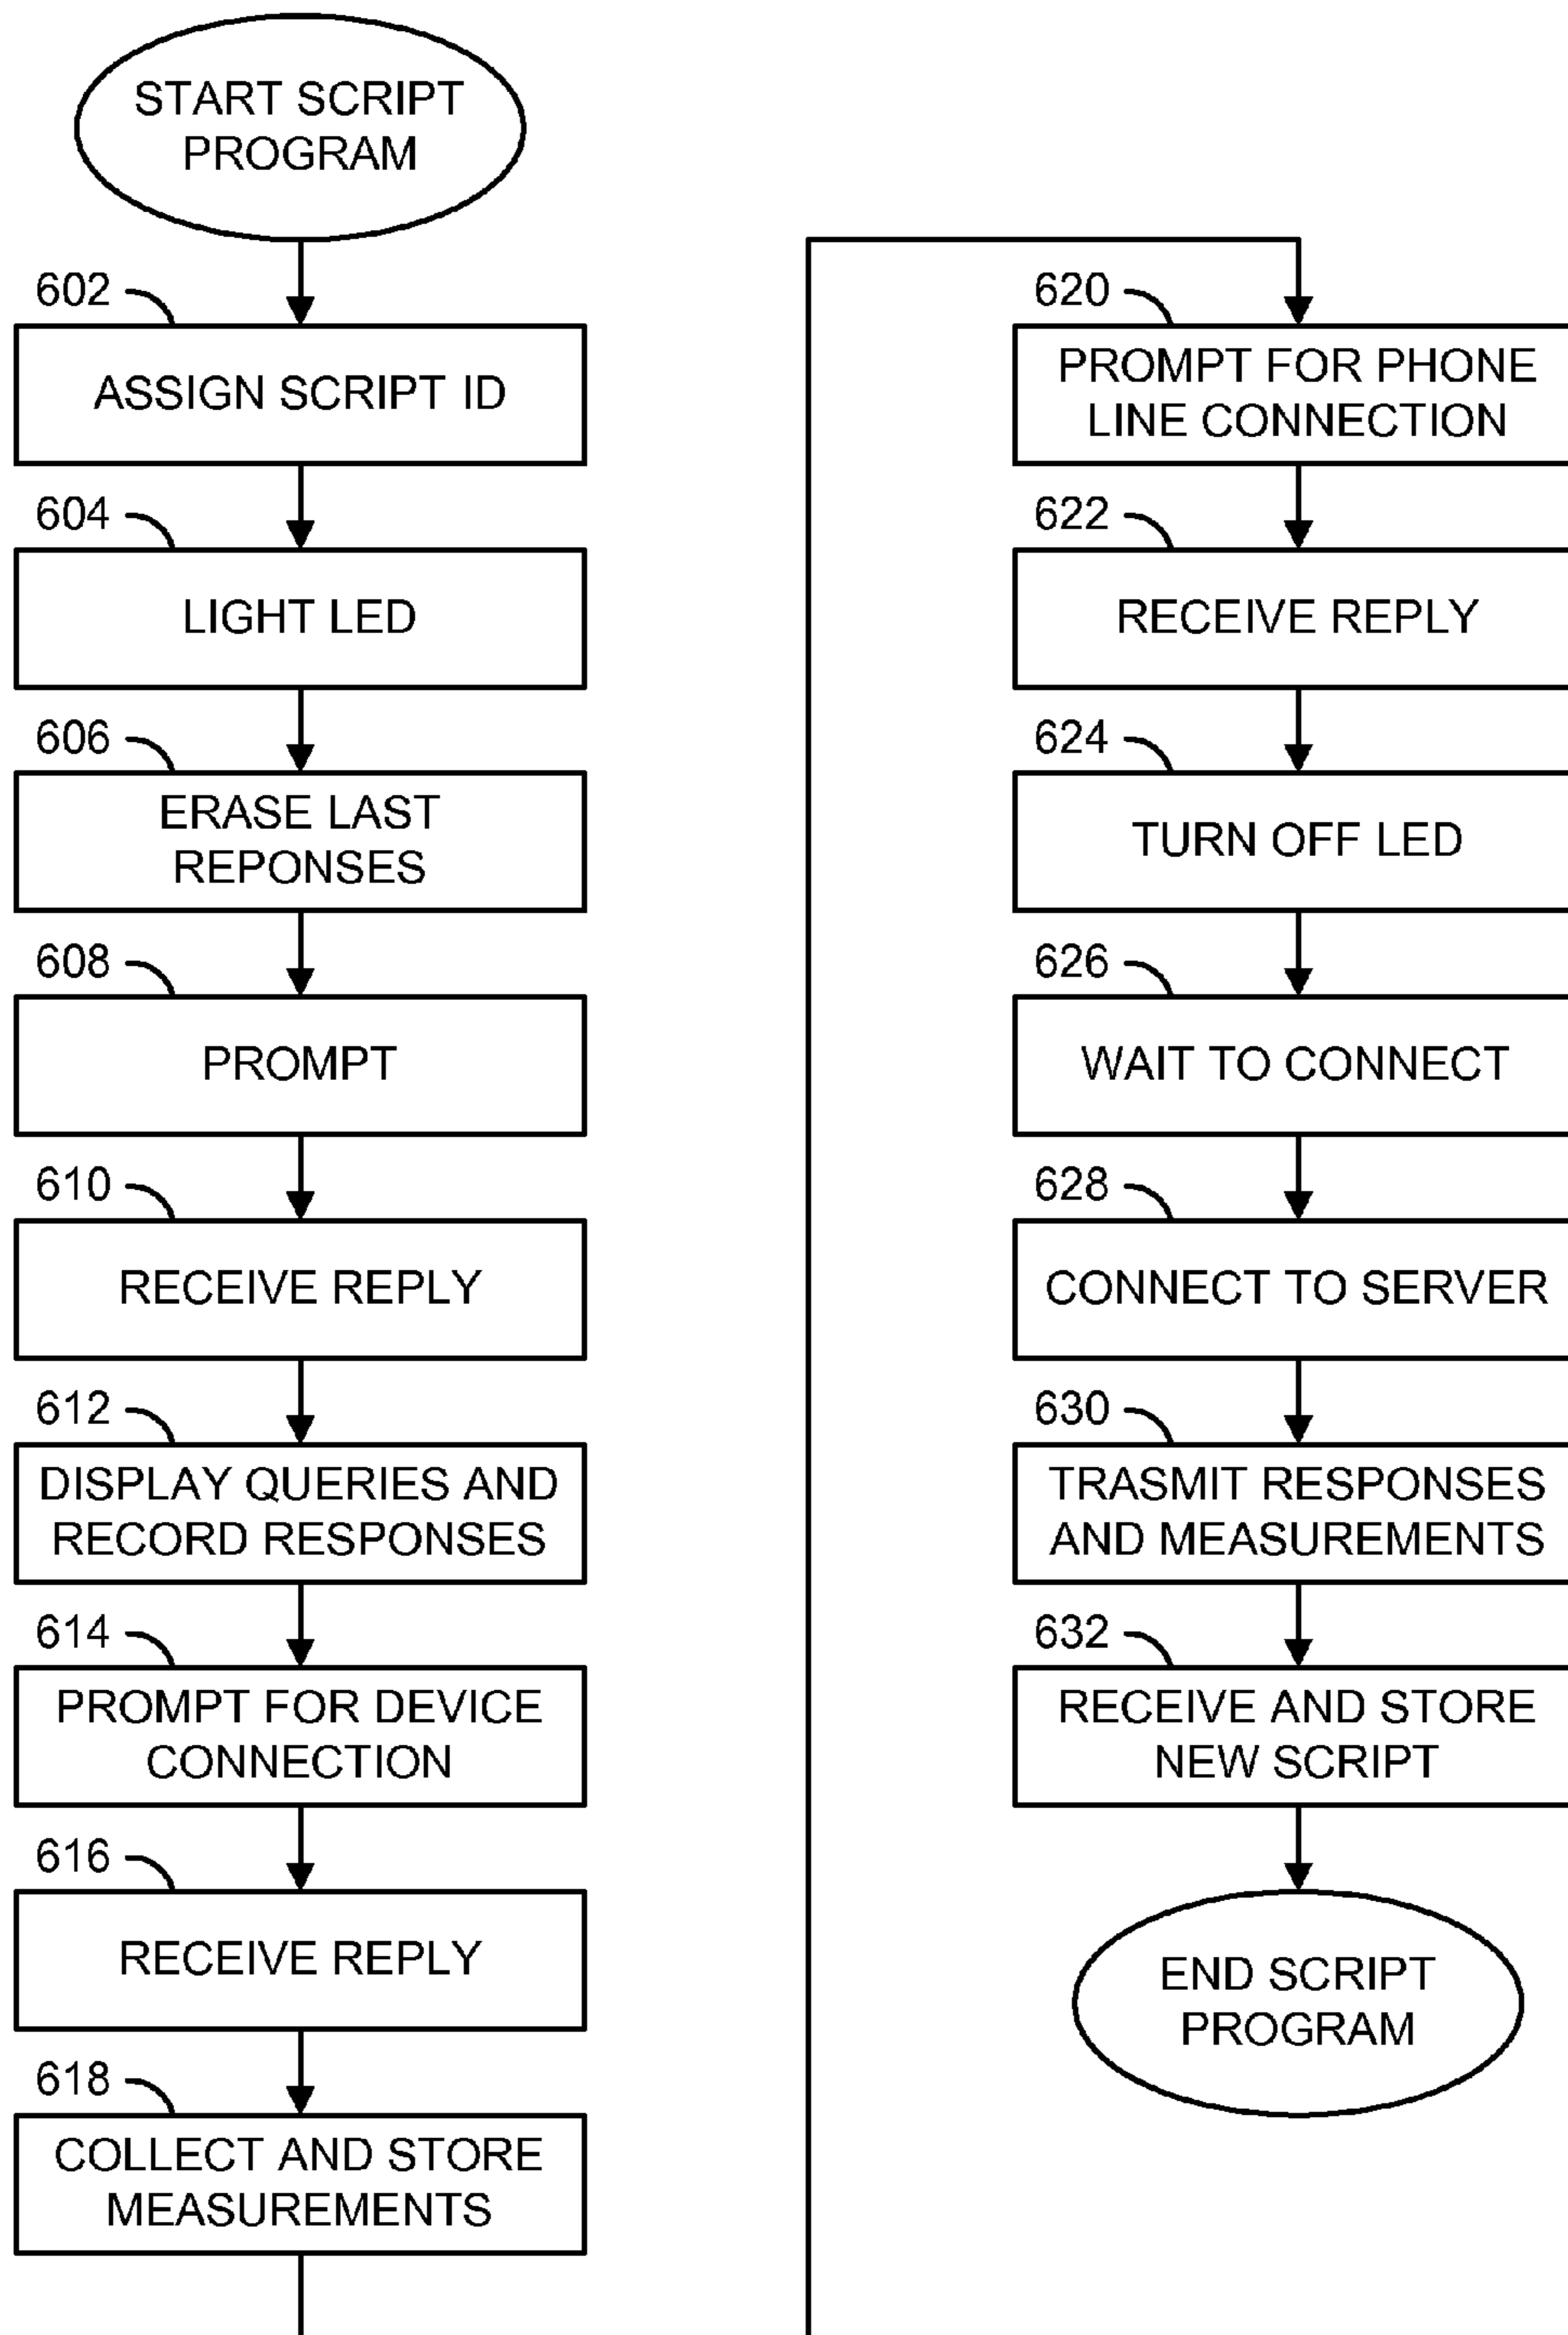 START SCRIPT
PROGRAM
602
ASSIGN SCRIPT ID
604
LIGHT LED
606
ERASE LAST
REPONSES
608
PROMPT
610
RECEIVE REPLY
612
DISPLAY QUERIES AND
RECORD RESPONSES
614
PROMPT FOR DEVICE
CONNECTION
616
RECEIVE REPLY
618
COLLECT AND STORE
MEASUREMENTS
620
PROMPT FOR PHONE
LINE CONNECTION
622
RECEIVE REPLY
624
TURN OFF LED
626
WAIT TO CONNECT
628
CONNECT TO SERVER
630
TRASMIT RESPONSES
AND MEASUREMENTS
632
RECEIVE AND STORE
NEW SCRIPT
END SCRIPT
PROGRAM